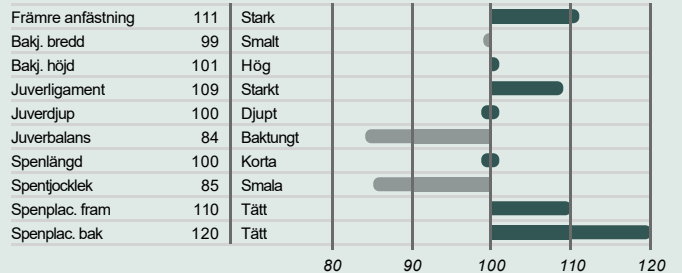 Främre anfästning 111 Stark
Bakj. bredd 99 Smalt
Bakj. höjd 101 Hög
Juverligament 109 Starkt
Juverdjup 100 Djupt
Juverbalans 84 Baktungt
Spenlängd 100 Korta
Spentjocklek 85 Smala
Spenplac. fram 110 Tätt
Spenplac. bak 120 Tätt
80 90 100 110 120